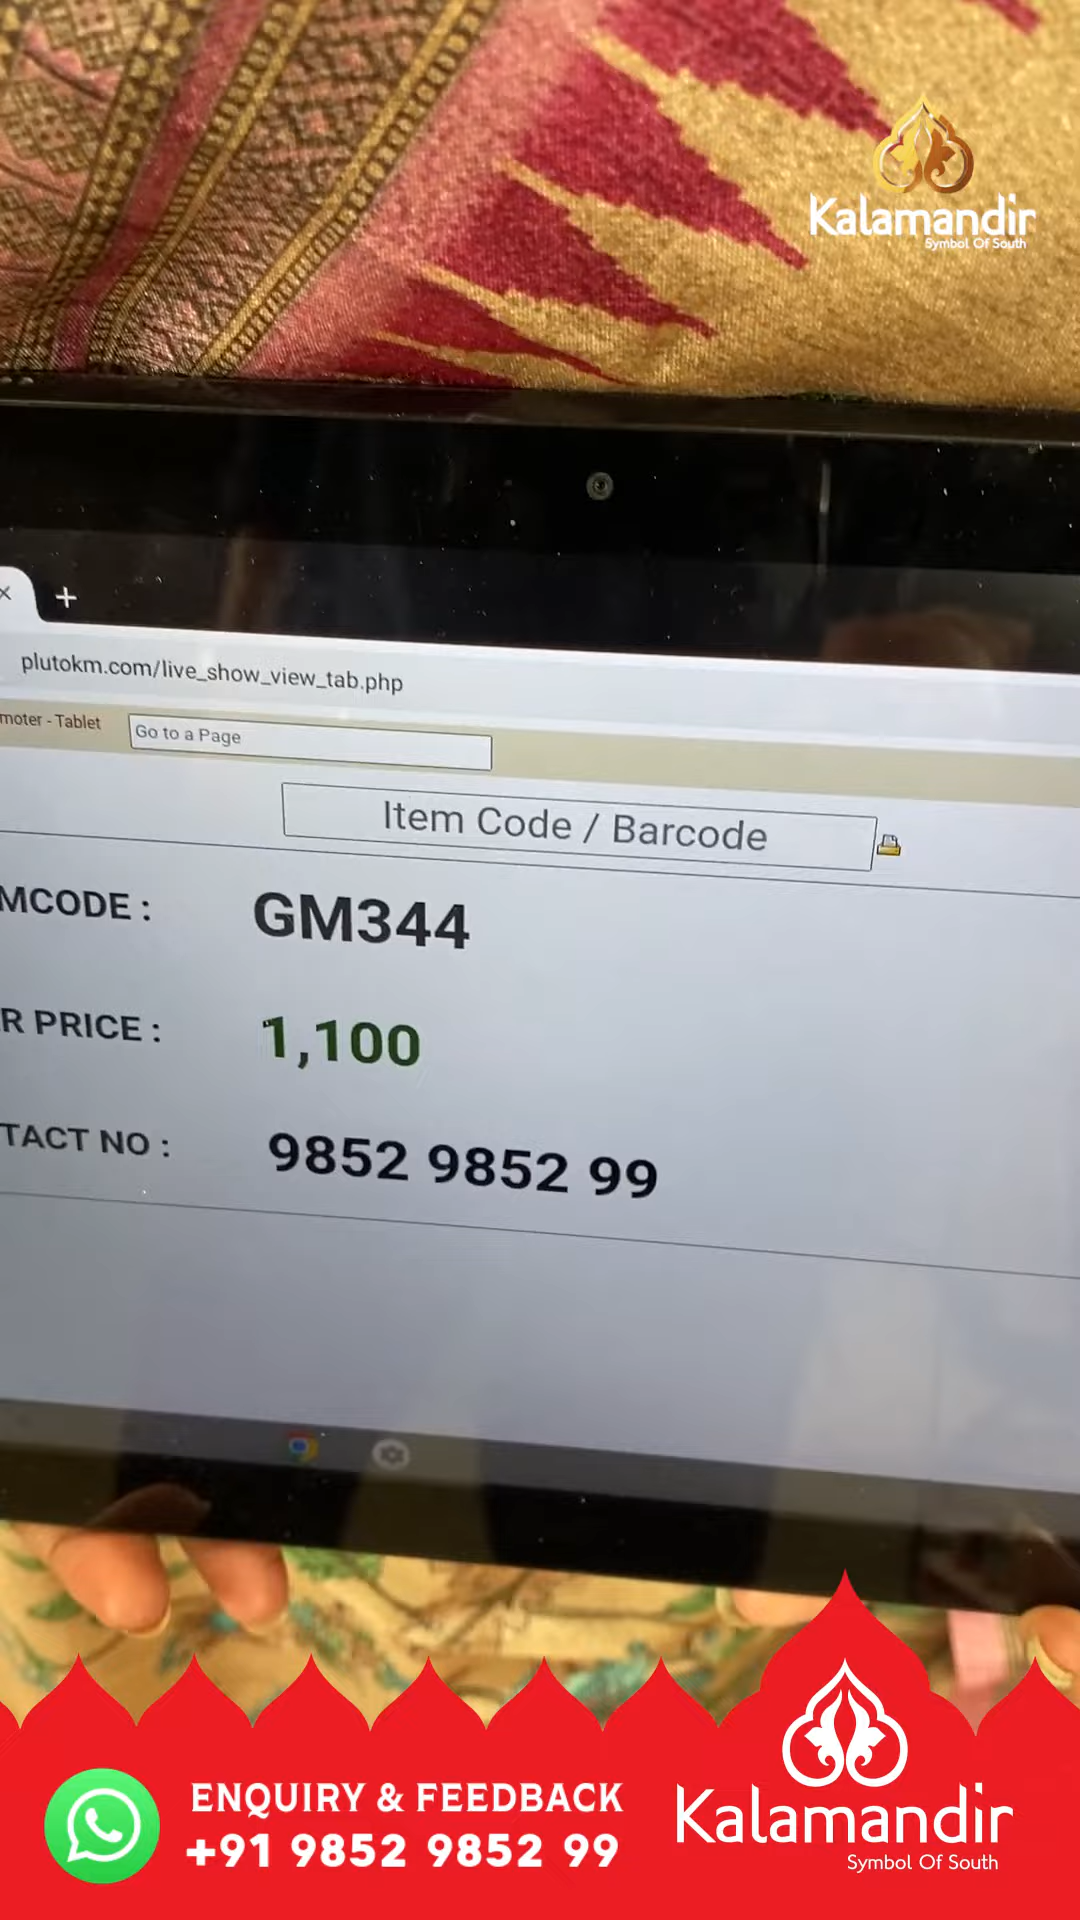 Kalamandir
Symbol Of South
plutokm.com/live_show_view_tab.php
moter - Tablet
Go to a Page
Item Code / Barcode
MCODE :
GM344
R PRICE :
1,100
TACT NO :
9852 9852 99
ENQUIRY & FEEDBACK
+91 9852 9852 99
Kalamandir
Symbol Of South